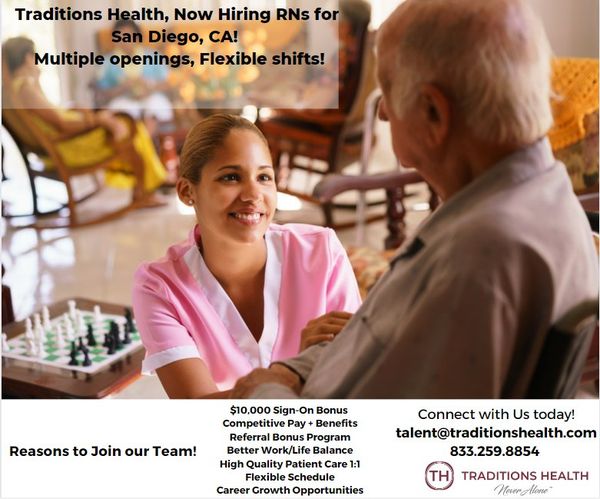 Traditions Health, Now Hiring RNs for
San Diego, CA!
Multiple openings, Flexible shifts!
Reasons to Join our Team!
$10,000 Sign-On Bonus
Competitive Pay + Benefits
Referral Bonus Program
Better Work/Life Balance
High Quality Patient Care 1:1
Flexible Schedule
Career Growth Opportunities
Connect with Us today!
talent@traditionshealth.com
833.259.8854
TH TRADITIONS HEALTH
Never Alone™